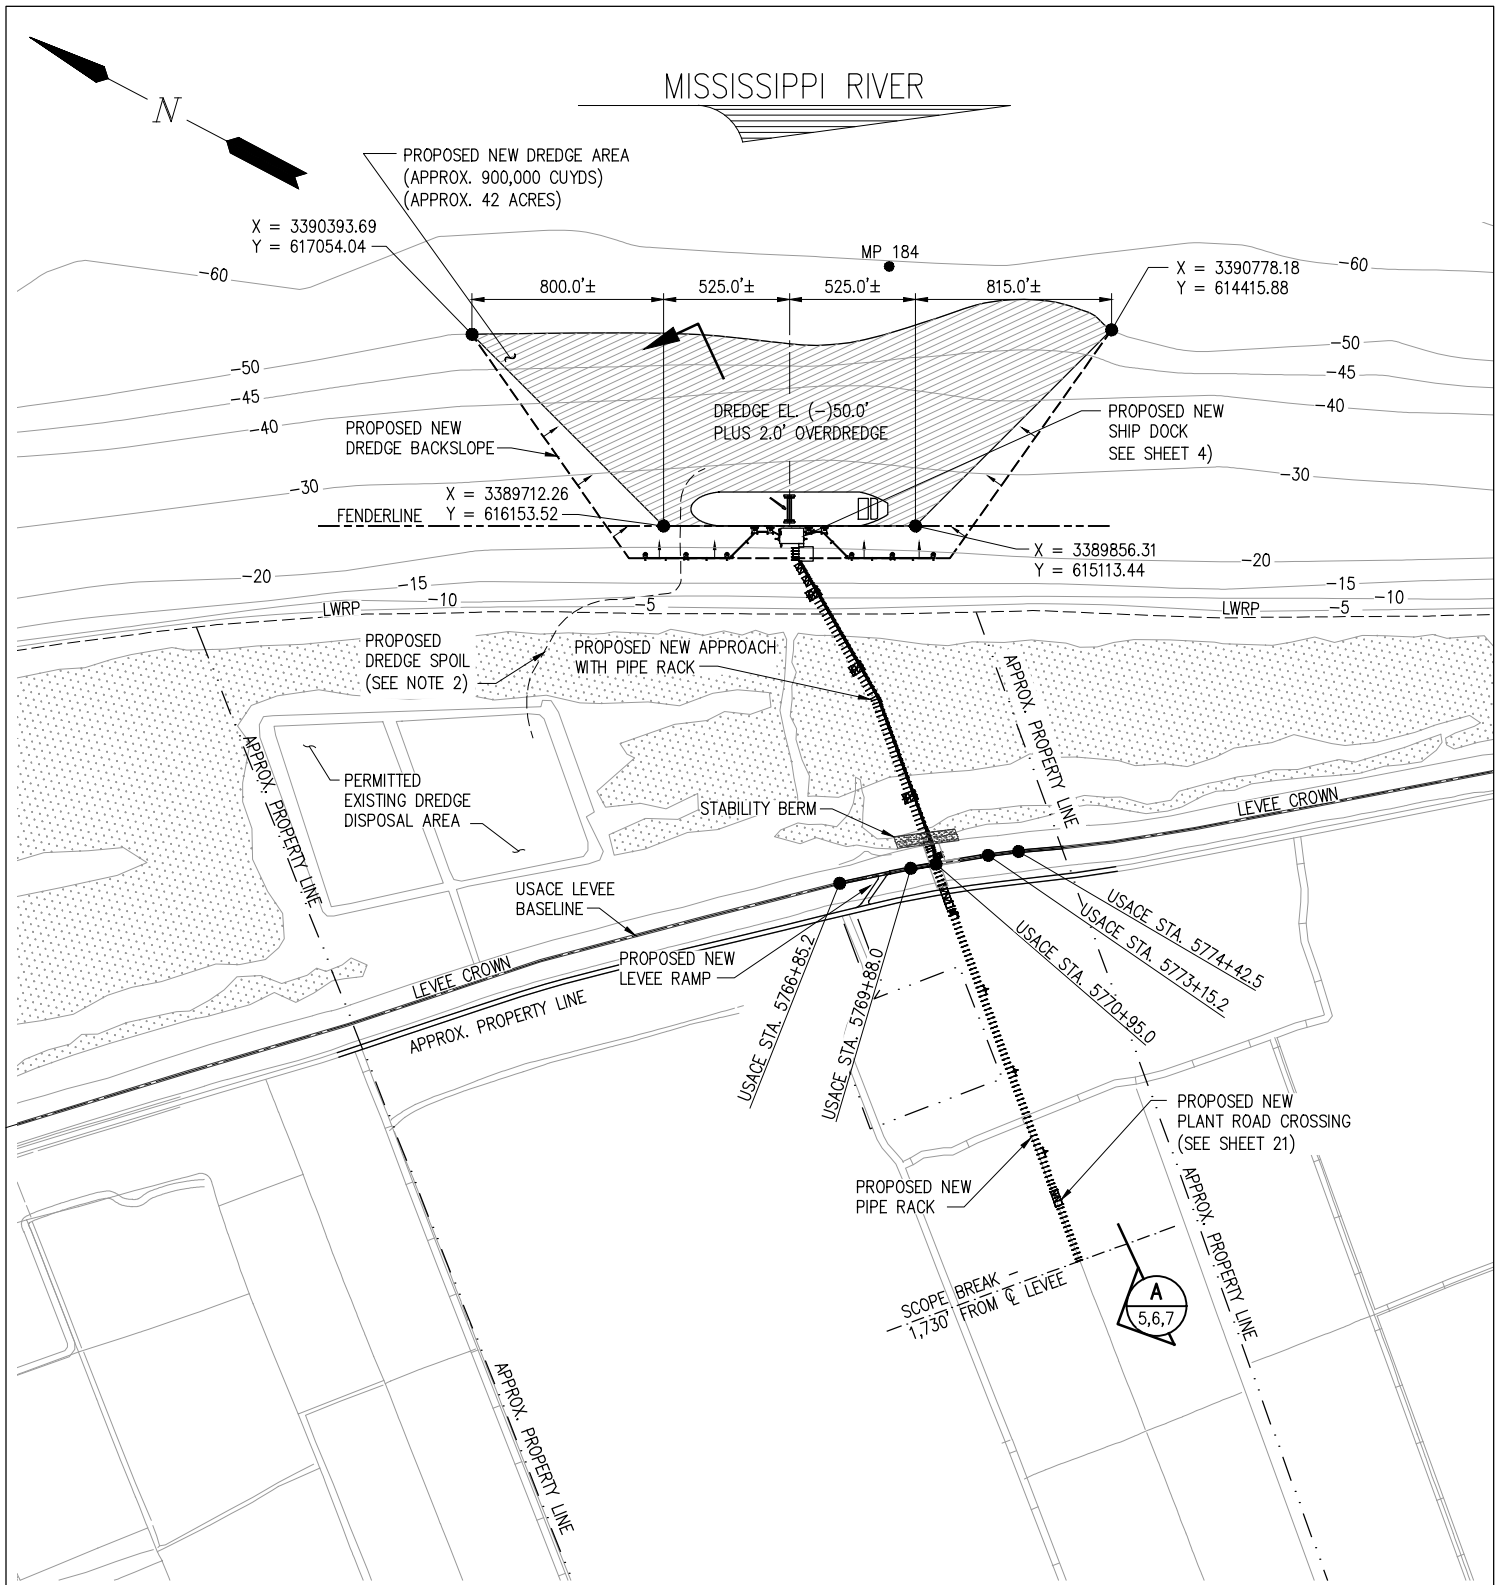 MISSISSIPPI RIVER
N
PROPOSED NEW DREDGE AREA
(APPROX. 900,000 CUYDS)
(APPROX. 42 ACRES)
X = 3390393.69
Y = 617054.04
MP 184
-60
-60
X = 3390778.18
Y = 614415.88
800.0'±
525.0'±
525.0'±
815.0'±
-50
-50
-45
-45
-40
-40
DREDGE EL. (-)50.0'
PLUS 2.0' OVERDREDGE
PROPOSED NEW
SHIP DOCK
SEE SHEET 4)
PROPOSED NEW
DREDGE BACKSLOPE
-30
-30
X = 3389712.26
Y = 616153.52
FENDERLINE
X = 3389856.31
Y = 615113.44
-20
-20
-15
-15
-10
-10
-5
-5
LWRP
LWRP
PROPOSED
DREDGE SPOIL
(SEE NOTE 2)
PROPOSED NEW APPROACH
WITH PIPE RACK
APPROX. PROPERTY LINE
APPROX. PROPERTY LINE
PERMITTED
EXISTING DREDGE
DISPOSAL AREA
STABILITY BERM
LEVEE CROWN
USACE LEVEE
BASELINE
LEVEE CROWN
PROPOSED NEW
LEVEE RAMP
APPROX. PROPERTY LINE
USACE STA. 5766+85.2
USACE STA. 5769+88.0
USACE STA. 5770+95.0
USACE STA. 5773+15.2
USACE STA. 5774+42.5
PROPOSED NEW
PLANT ROAD CROSSING
(SEE SHEET 21)
PROPOSED NEW
PIPE RACK
APPROX. PROPERTY LINE
SCOPE BREAK
1,730' FROM ℄ LEVEE
A
5,6,7
APPROX. PROPERTY LINE